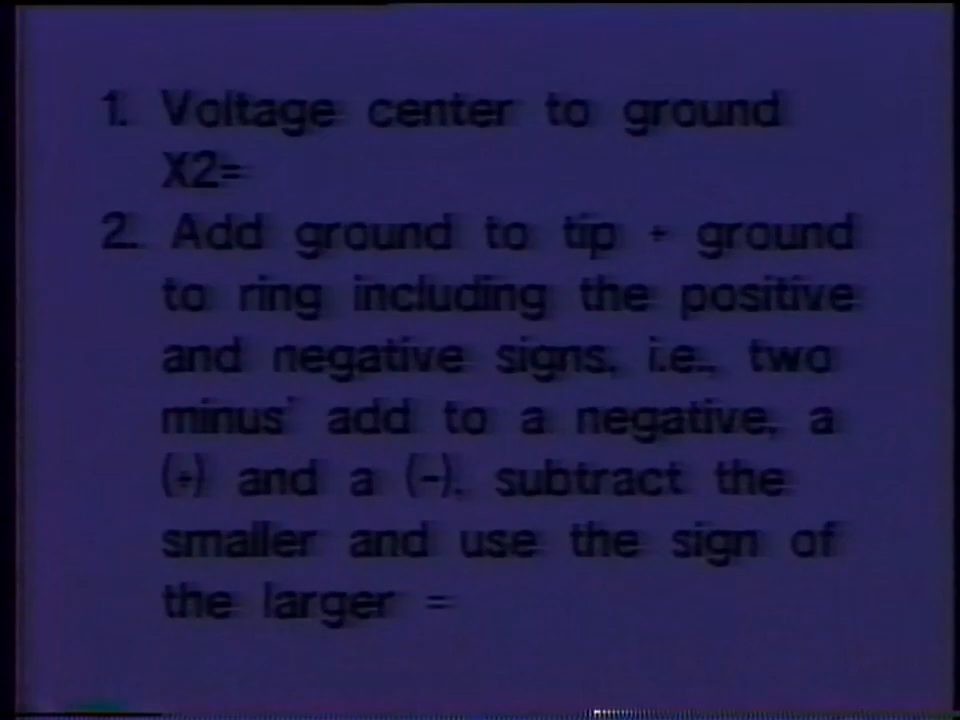 1. Voltage center to ground
X2=
2. Add ground to tip + ground
to ring including the positive
and negative signs, i.e., two
minus' add to a negative, a
(+) and a (-), subtract the
smaller and use the sign of
the larger =